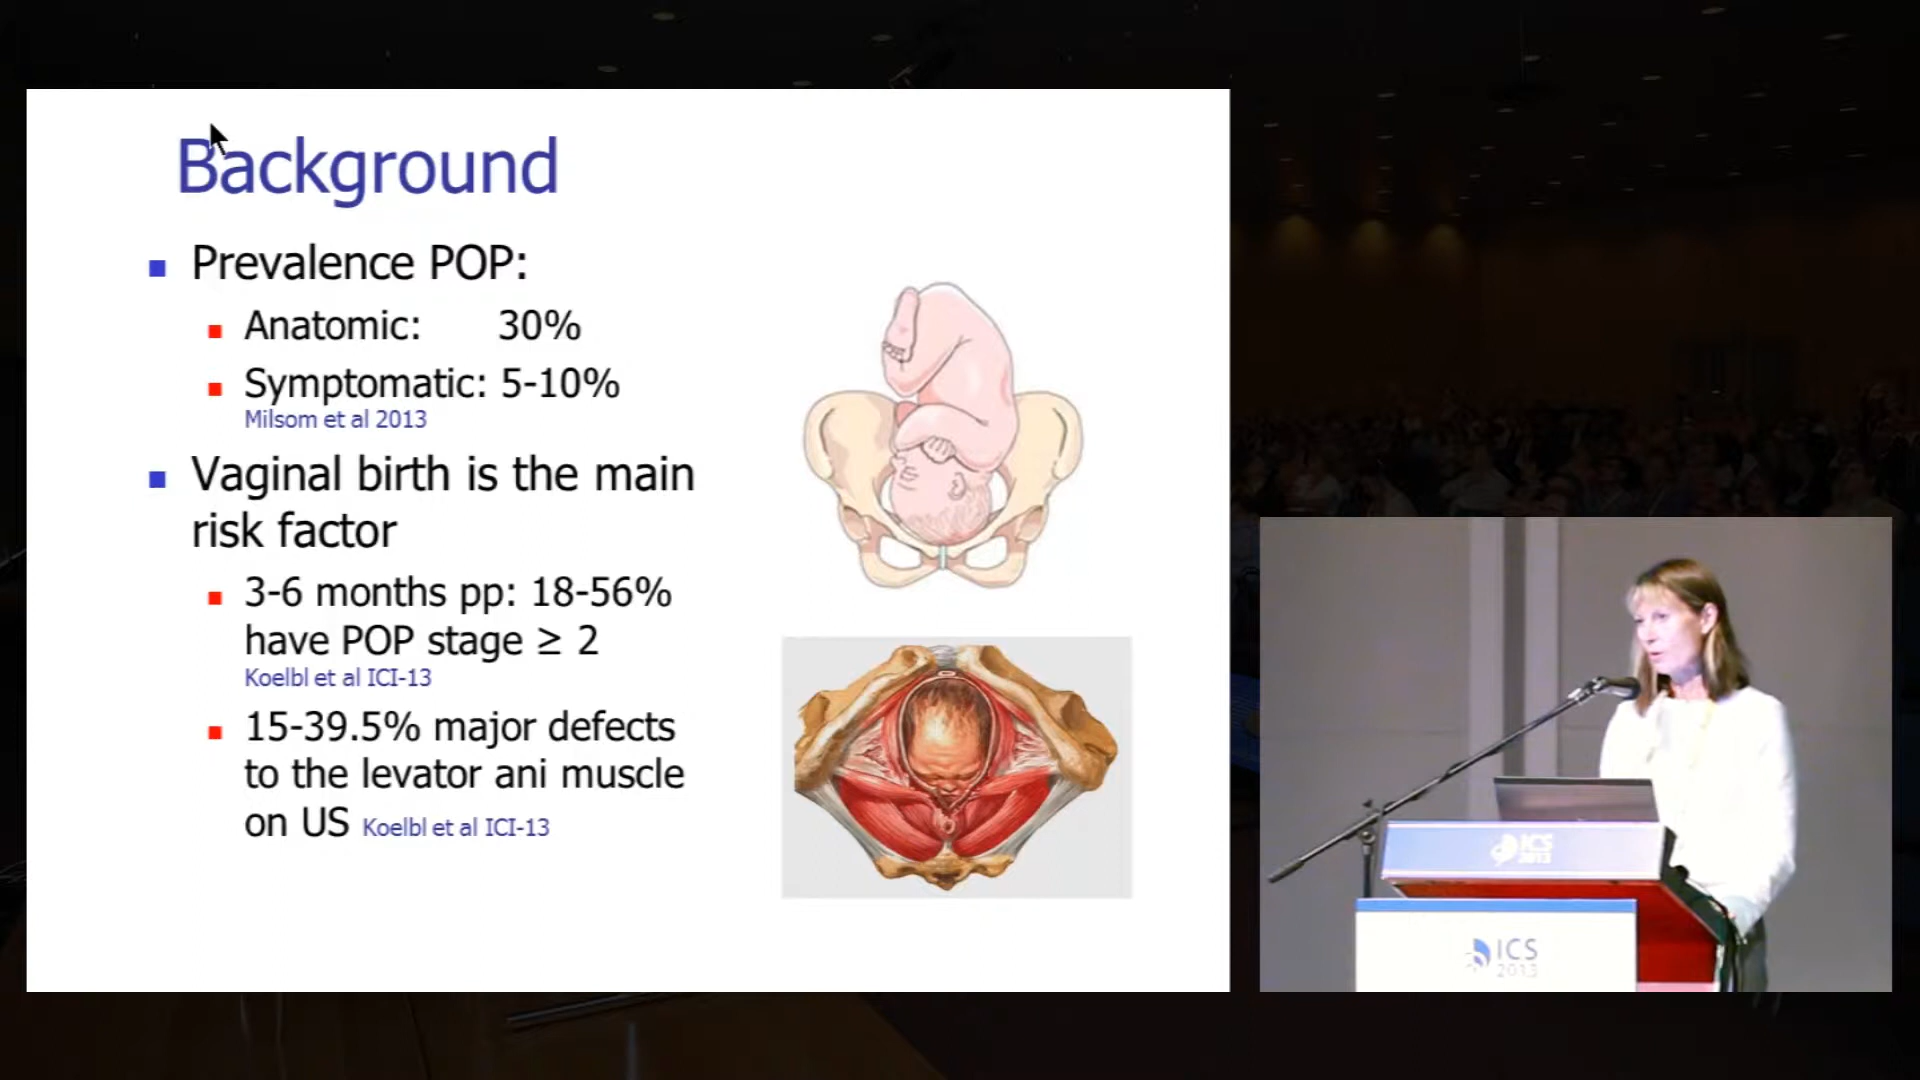 Background
Prevalence POP:
Anatomic: 30%
Symptomatic: 5-10%
Milsom et al 2013
Vaginal birth is the main
risk factor
3-6 months pp: 18-56%
have POP stage ≥ 2
Koelbl et al ICI-13
15-39.5% major defects
to the levator ani muscle
on US Koelbl et al ICI-13
ICS
2013
ICS
2013